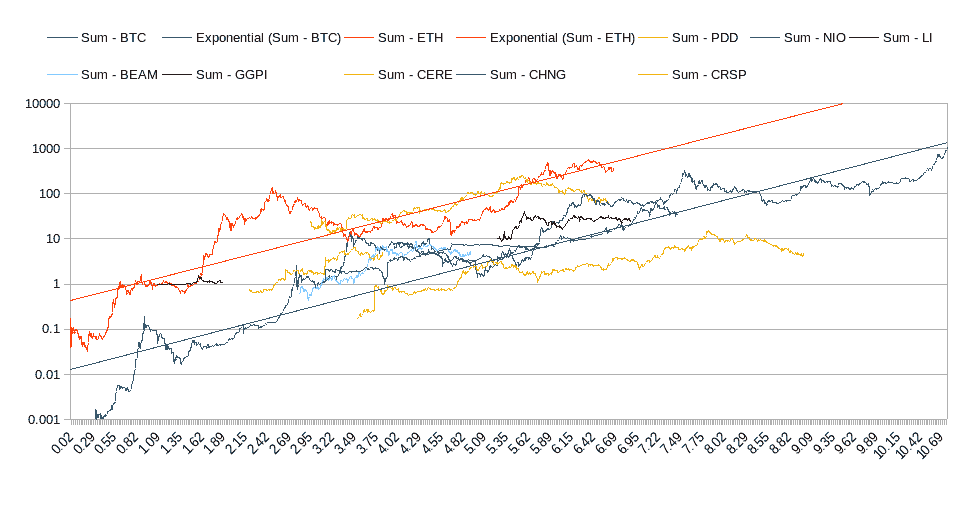 Sum - BTC Exponential (Sum - BTC) Sum - ETH Exponential (Sum - ETH) Sum - PDD Sum - NIO Sum - LI
Sum - BEAM Sum - GGPI Sum - CERE Sum - CHNG Sum - CRSP
10000
1000
100
10
1
0.1
0.01
0.001
0.02 0.29 0.55 0.82 1.09 1.35 1.62 1.89 2.15 2.42 2.69 2.95 3.22 3.49 3.75 4.02 4.29 4.55 4.82 5.09 5.35 5.62 5.89 6.15 6.42 6.69 6.95 7.22 7.49 7.75 8.02 8.29 8.55 8.82 9.09 9.35 9.62 9.89 10.15 10.42 10.69